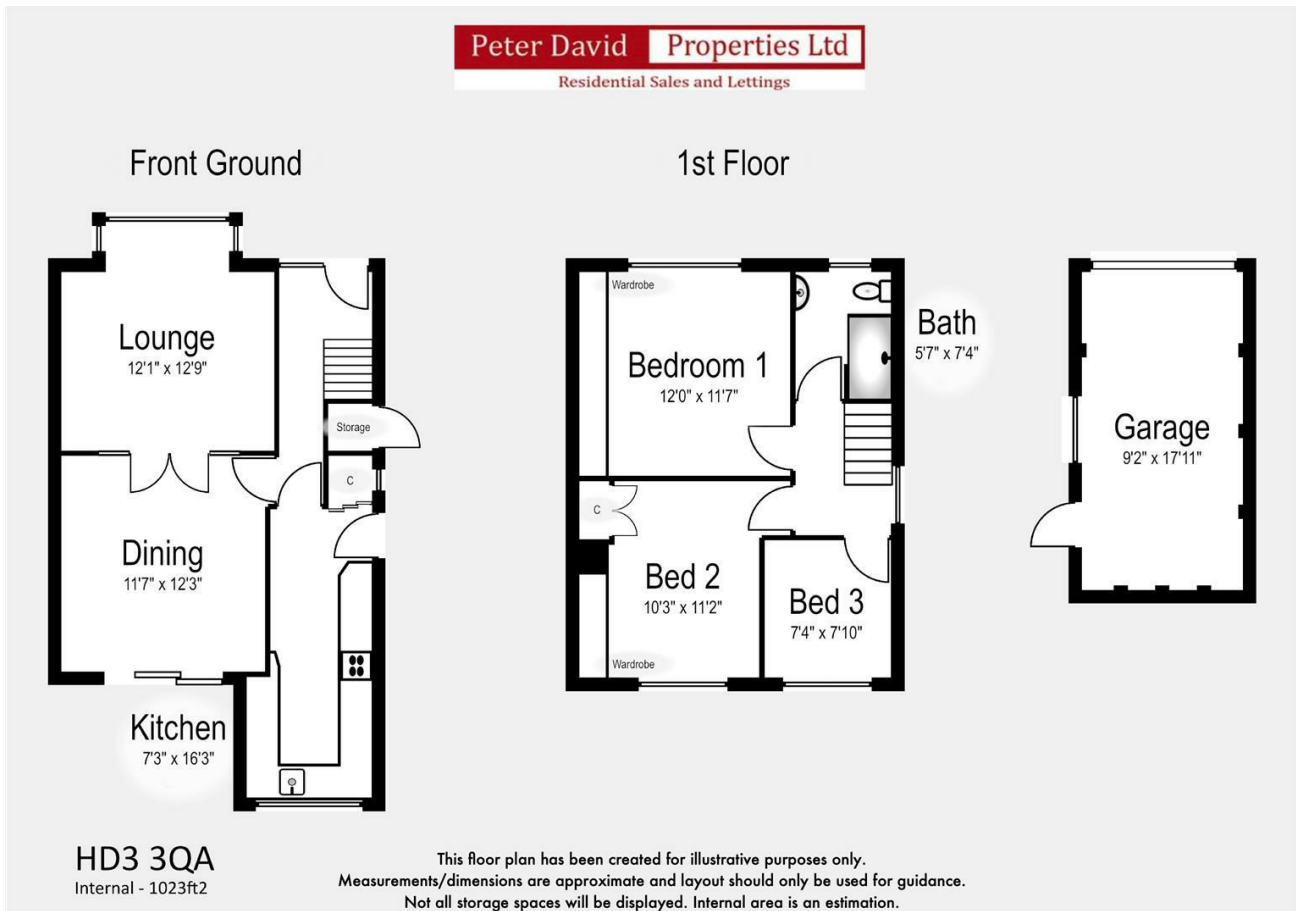 Peter David Properties Ltd
Residential Sales and Lettings
Front Ground
1st Floor
Lounge
12'1" x 12'9"
Storage
C
Dining
11'7" x 12'3"
Kitchen
7'3" x 16'3"
Wardrobe
Bedroom 1
12'0" x 11'7"
Bath
5'7" x 7'4"
C
Bed 2
10'3" x 11'2"
Wardrobe
Bed 3
7'4" x 7'10"
Garage
9'2" x 17'11"
HD3 3QA
Internal - 1023ft2
This floor plan has been created for illustrative purposes only.
Measurements/dimensions are approximate and layout should only be used for guidance.
Not all storage spaces will be displayed. Internal area is an estimation.